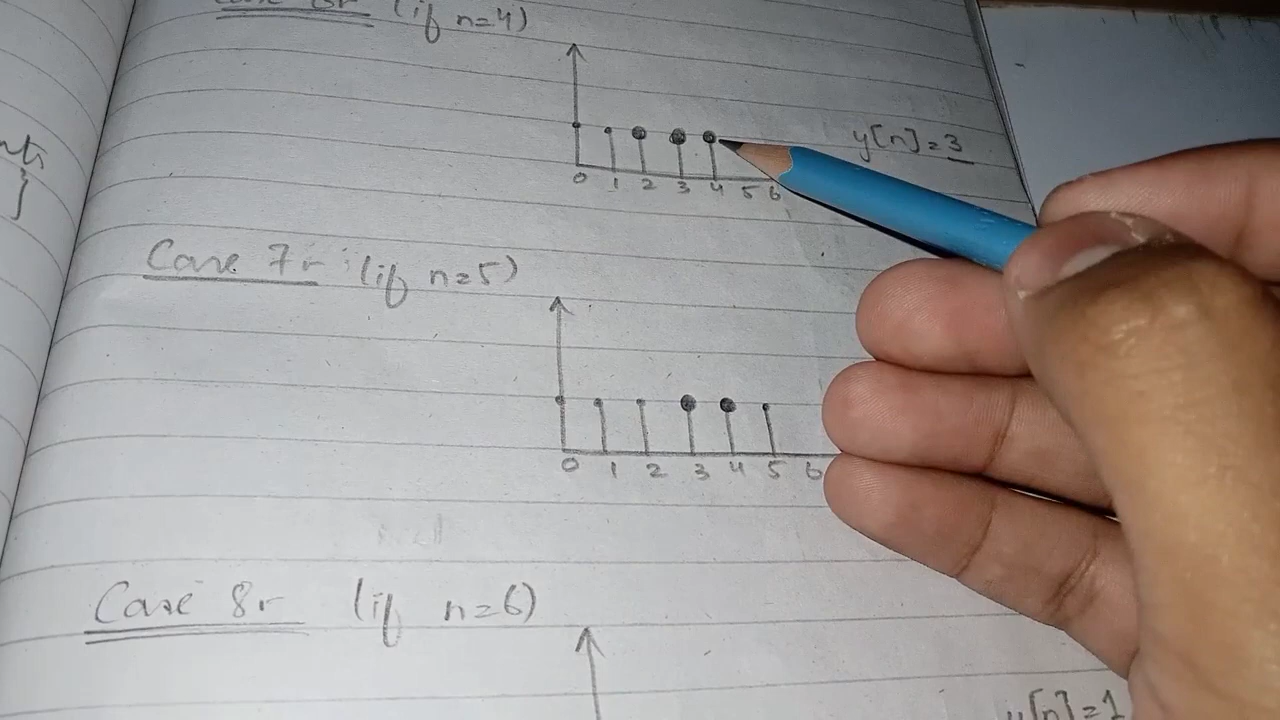 (if n=4)
y[n]=3
0 1 2 3 4 5 6
Case 7 : (if n=5)
0 1 2 3 4 5 6
Case 8 (if n=6)
y[n]=1